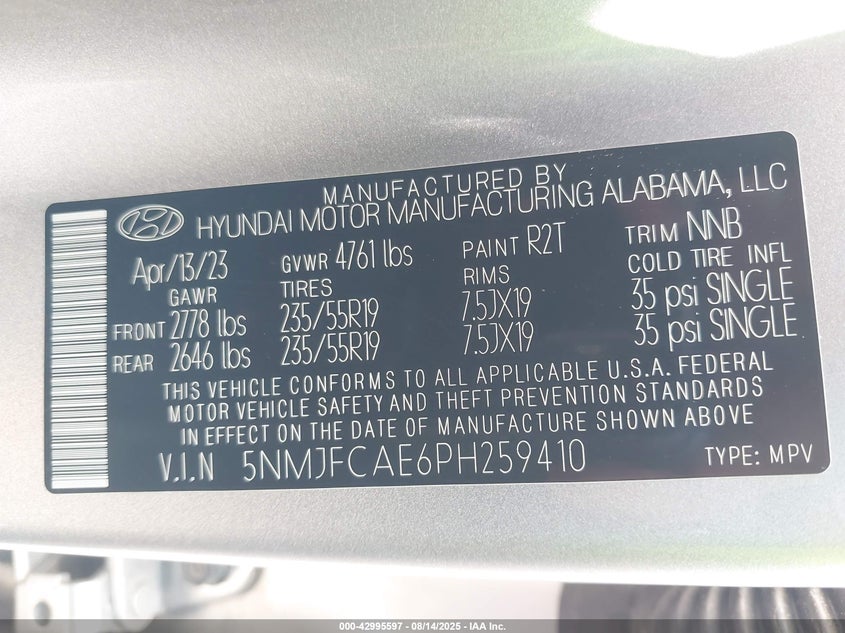 MANUFACTURED BY
HYUNDAI MOTOR MANUFACTURING ALABAMA, LLC
Apr/13/23 GVWR 4761 lbs PAINT R2T TRIM NNB
GAWR TIRES RIMS COLD TIRE INFL
FRONT 2778 lbs 235/55R19 7.5JX19 35 psi SINGLE
REAR 2646 lbs 235/55R19 7.5JX19 35 psi SINGLE
THIS VEHICLE CONFORMS TO ALL APPLICABLE U.S.A. FEDERAL
MOTOR VEHICLE SAFETY AND THEFT PREVENTION STANDARDS
IN EFFECT ON THE DATE OF MANUFACTURE SHOWN ABOVE
V.I.N 5NMJFCAE6PH259410 TYPE: MPV
000-42995597 - 08/14/2025 - IAA Inc.